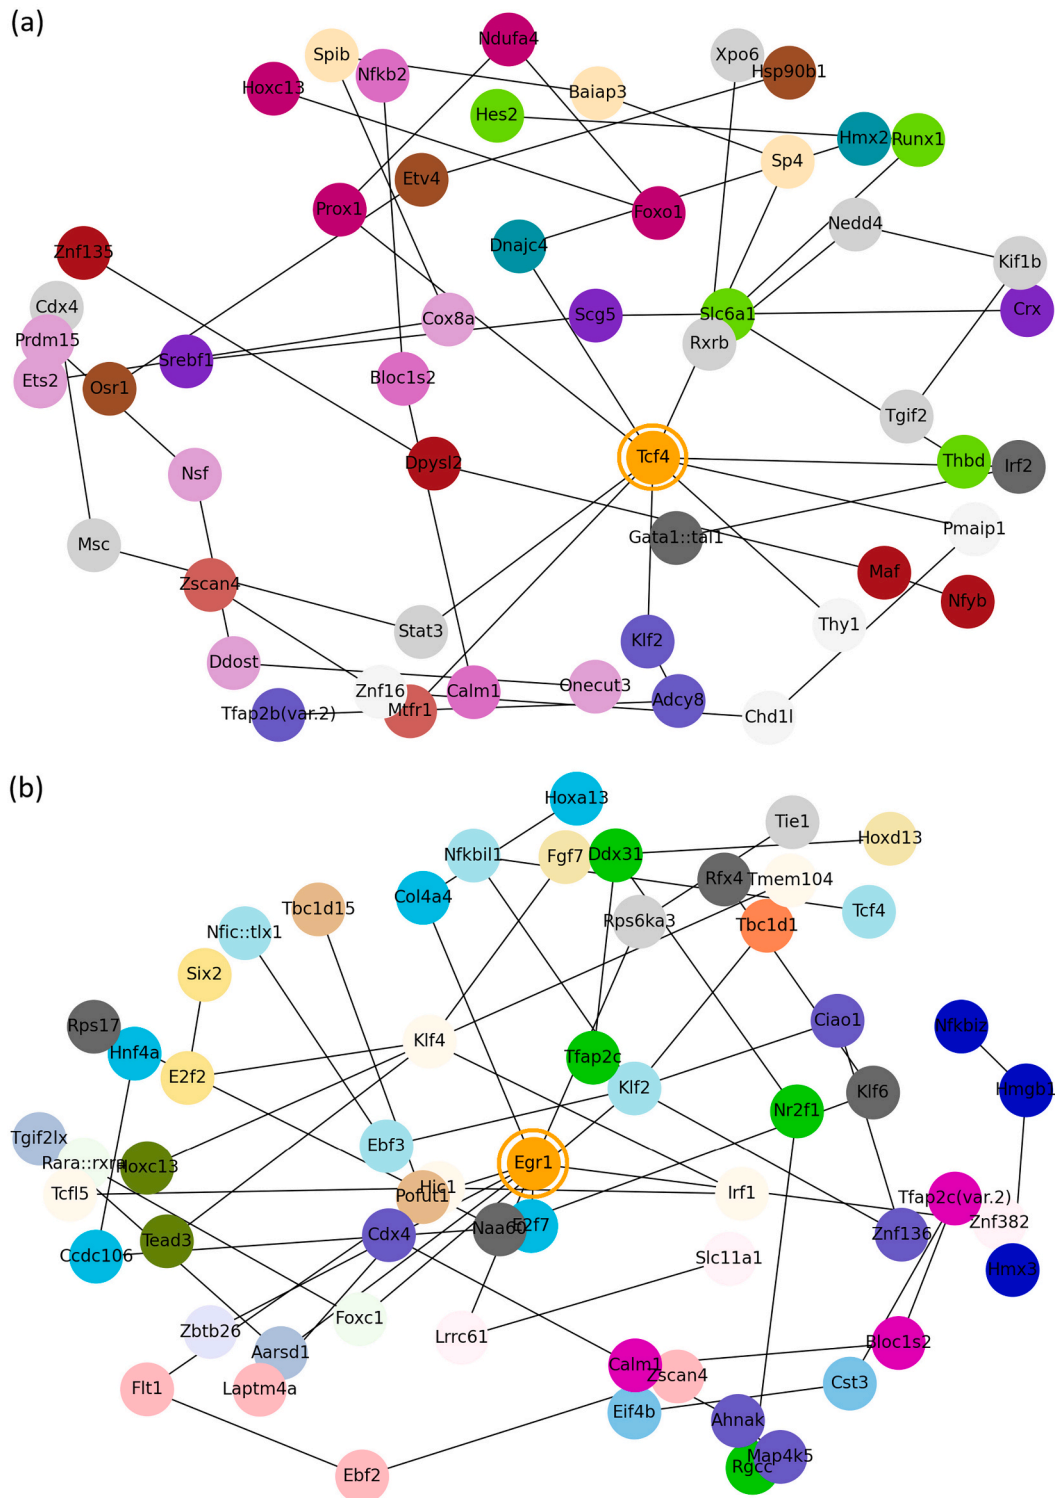 (a)
Ndufa4
Spib
Xpo6
Nfkb2
Hsp90b1
Hoxc13
Baiap3
Hes2
Hmx2
Runx1
Sp4
Etv4
Prox1
Foxo1
Nedd4
Dnajc4
Znf135
Kif1b
Cdx4
Crx
Scg5
Slc6a1
Cox8a
Prdm15
Rxrb
Srebf1
Ets2
Osr1
Bloc1s2
Tgif2
Tcf4
Dpysl2
Thbd
Irf2
Nsf
Pmaip1
Gata1::tal1
Msc
Maf
Zscan4
Nfyb
Thy1
Stat3
Klf2
Ddost
Onecut3
Znf16
Calm1
Adcy8
Mtfr1
Tfap2b(var.2)
Chd1l
(b)
Hoxa13
Tie1
Hoxd13
Nfkbil1
Fgf7
Ddx31
Rfx4
Tmem104
Col4a4
Tbc1d15
Tcf4
Rps6ka3
Tbc1d1
Nfic::tlx1
Six2
Ciao1
Rps17
Nfkbiz
Klf4
Hnf4a
Tfap2c
E2f2
Klf2
Hmgb1
Klf6
Nr2f1
Tgif2lx
Ebf3
Rara::rxra
Egr1
Hoxc13
Hic1
Tcfl5
Pofut1
Irf1
Tfap2c(var.2)
Znf382
Naa60
E2f7
Cdx4
Znf136
Tead3
Ccdc106
Slc11a1
Hmx3
Foxc1
Zbtb26
Lrrc61
Bloc1s2
Aarsd1
Calm1
Zscan4
Cst3
Flt1
Laptm4a
Eif4b
Ahnak
Map4k5
Rgcc
Ebf2